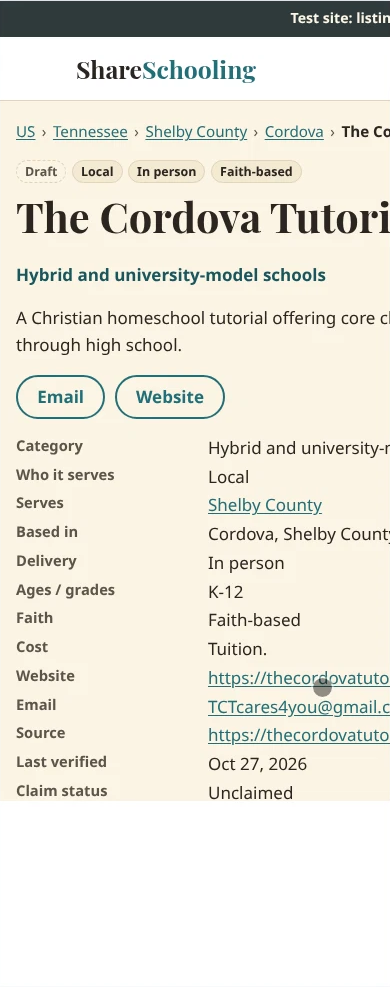 Test site: listin
ShareSchooling
US › Tennessee › Shelby County › Cordova › The Co
Draft Local In person Faith-based
The Cordova Tutori
Hybrid and university-model schools
A Christian homeschool tutorial offering core cl
through high school.
Email Website
Category Hybrid and university-m
Who it serves Local
Serves Shelby County
Based in Cordova, Shelby County
Delivery In person
Ages / grades K-12
Faith Faith-based
Cost Tuition.
Website https://thecordovatuto
Email TCTcares4you@gmail.c
Source https://thecordovatuto
Last verified Oct 27, 2026
Claim status Unclaimed